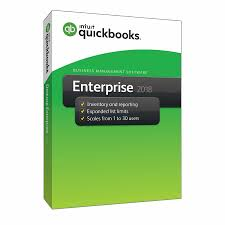 qb intuit
quickbooks.
BUSINESS MANAGEMENT SOFTWARE
Enterprise 2018
✓ Inventory and reporting
✓ Expanded list limits
✓ Scales from 1 to 30 users